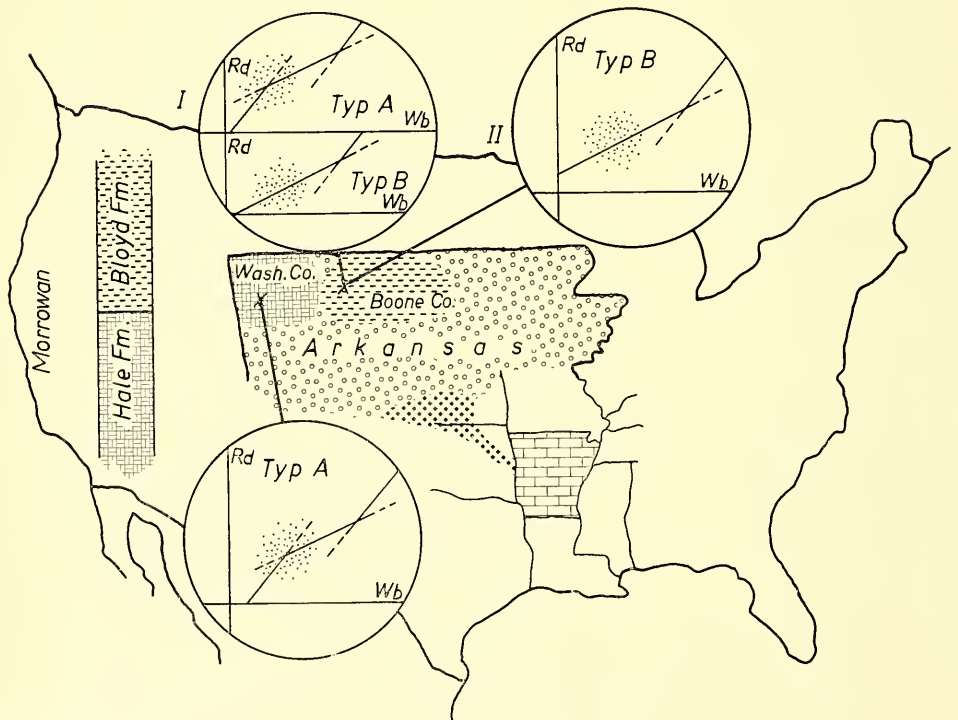 I
Rd
Typ A
Wb
Rd
Typ B
Wb
II
Rd
Typ B
Wb
Morrowan
Bloyd Fm
Hale Fm.
Wash. Co.
Boone Co.
Arkansas
Rd
Typ A
Wb